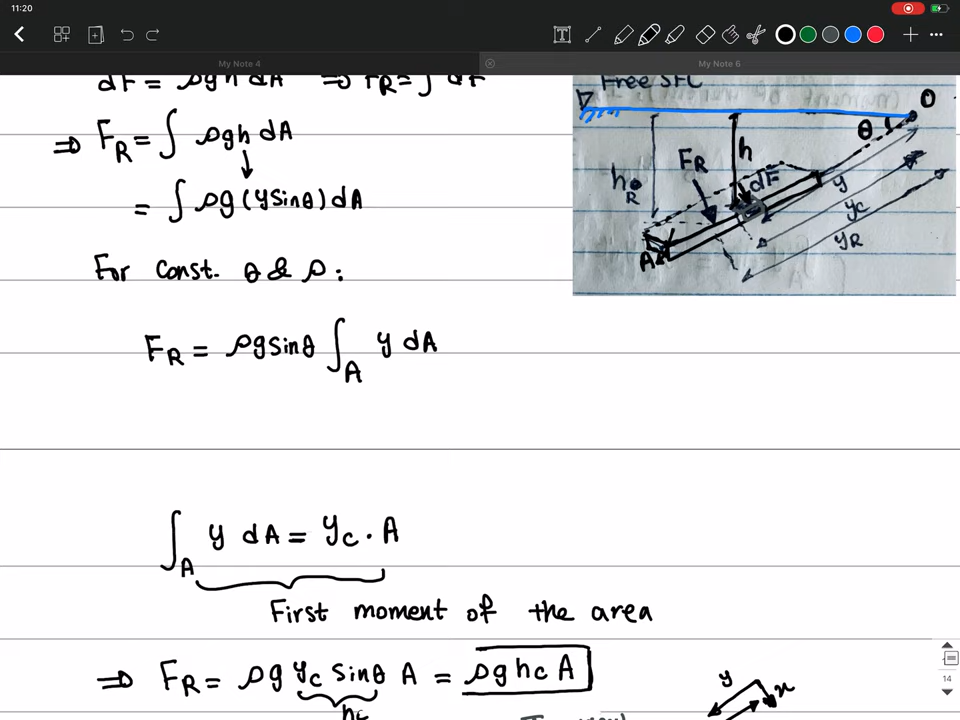 11:20
My Note 4
My Note 6
dF = ρgh dA ⇒ FR = ∫ dF
⇒ FR = ∫ ρgh dA
= ∫ ρg (y sinθ) dA
For const. θ & ρ :
FR = ρg sinθ ∫A y dA
∫A y dA = yc · A
First moment of the area
⇒ FR = ρg yc sinθ A = ρg hc A
hc
Free SFC
O
θ
h
FR
dF
hR
y
yc
yR
A
y
x
14